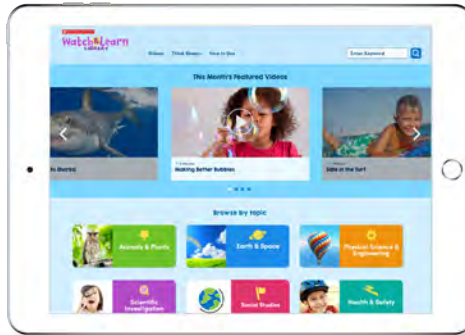 Watch & Learn
LIBRARY
Videos Think Sheets How to Use
Enter Keyword
This Month's Featured Videos
Making Better Bubbles
Safe in the Surf
Browse by topic
Animals & Plants
Earth & Space
Physical Science &
Engineering
Scientific
Investigation
Social Studies
Health & Safety